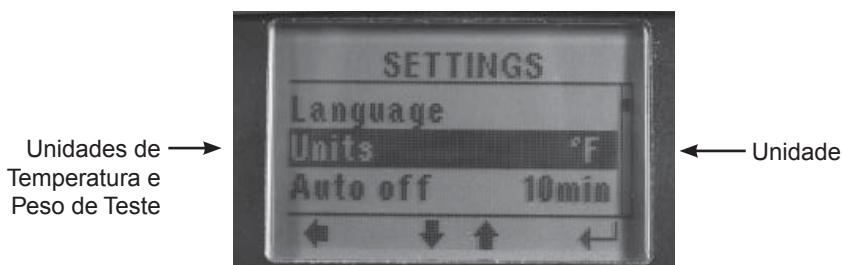 SETTINGS
Language
Units °F
Auto off 10min
Unidades de
Temperatura e
Peso de Teste
Unidade